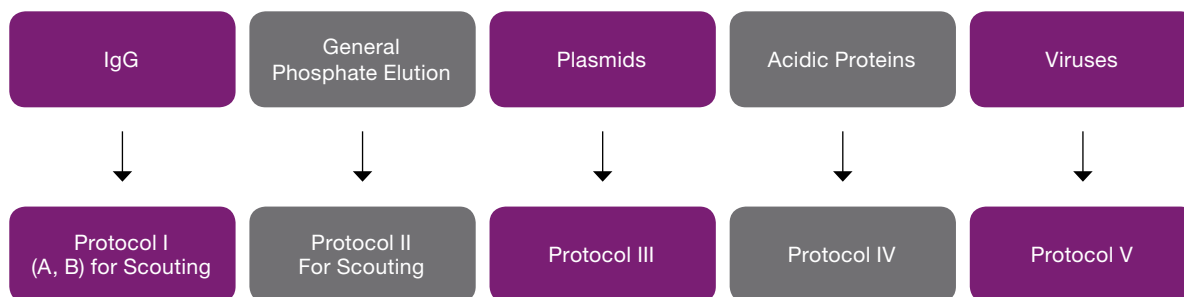 IgG
General
Phosphate Elution
Plasmids
Acidic Proteins
Viruses
Protocol I
(A, B) for Scouting
Protocol II
For Scouting
Protocol III
Protocol IV
Protocol V